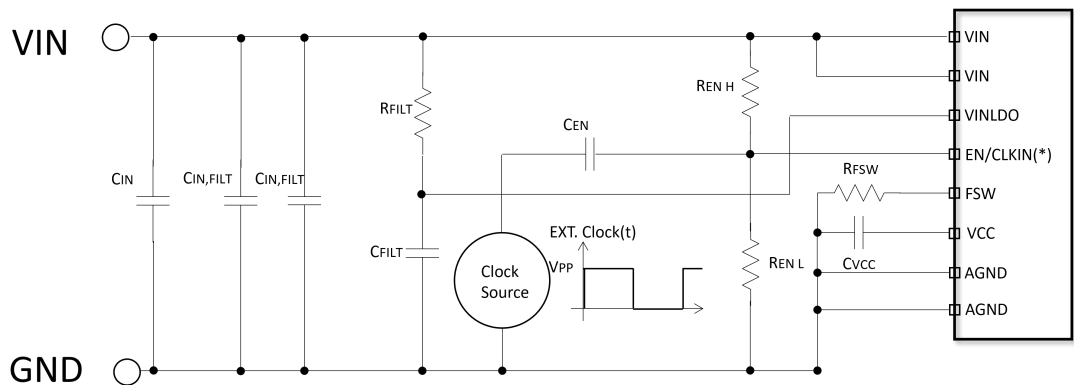 VIN
GND
CIN
CIN,FILT
CIN,FILT
RFILT
CFILT
CEN
Clock
Source
EXT. Clock(t)
VPP
REN H
REN L
RFSW
CVCC
VIN
VIN
VINLDO
EN/CLKIN(*)
FSW
VCC
AGND
AGND